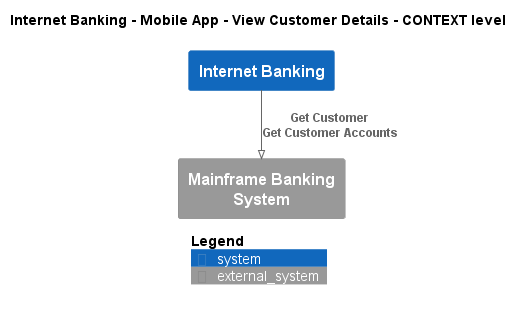 Internet Banking - Mobile App - View Customer Details - CONTEXT level
Internet Banking
Get Customer
Get Customer Accounts
Mainframe Banking
System
Legend
system
external_system